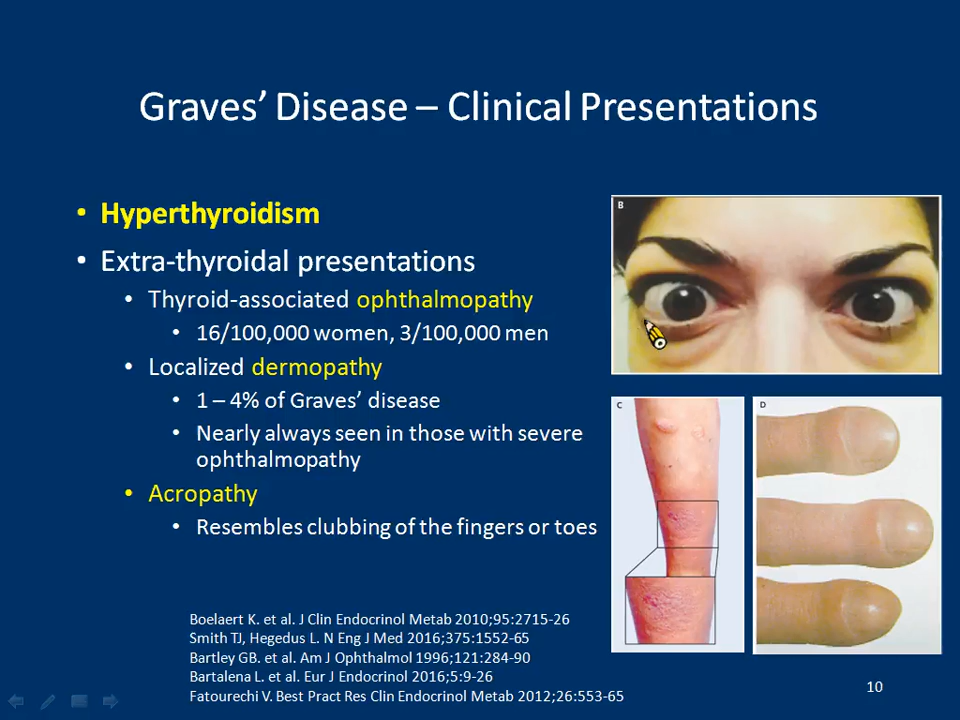 Graves’ Disease – Clinical Presentations
• Hyperthyroidism
• Extra-thyroidal presentations
• Thyroid-associated ophthalmopathy
• 16/100,000 women, 3/100,000 men
• Localized dermopathy
• 1 – 4% of Graves’ disease
• Nearly always seen in those with severe
ophthalmopathy
• Acropathy
• Resembles clubbing of the fingers or toes
B
C
D
Boelaert K. et al. J Clin Endocrinol Metab 2010;95:2715-26
Smith TJ, Hegedus L. N Eng J Med 2016;375:1552-65
Bartley GB. et al. Am J Ophthalmol 1996;121:284-90
Bartalena L. et al. Eur J Endocrinol 2016;5:9-26
Fatourechi V. Best Pract Res Clin Endocrinol Metab 2012;26:553-65
10